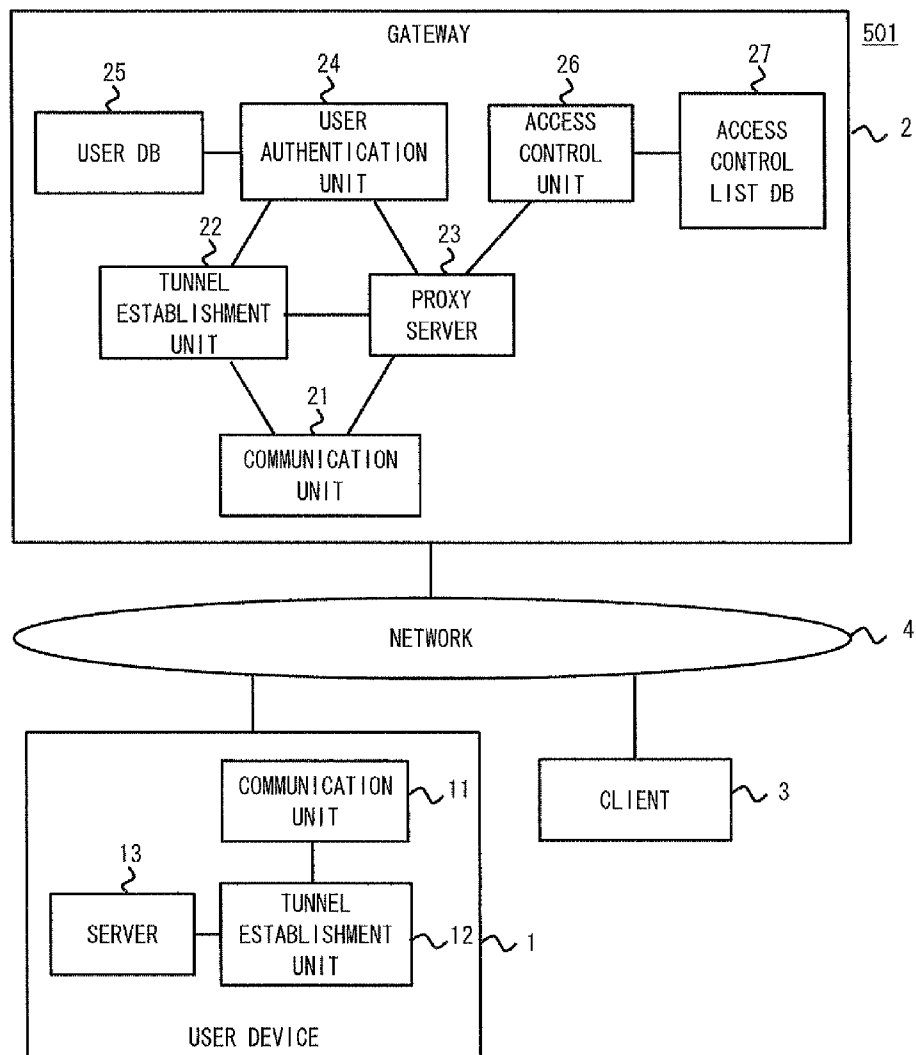 GATEWAY
501
25
24
26
27
USER DB
USER
AUTHENTICATION
UNIT
ACCESS
CONTROL
UNIT
ACCESS
CONTROL
LIST DB
2
22
23
TUNNEL
ESTABLISHMENT
UNIT
PROXY
SERVER
21
COMMUNICATION
UNIT
NETWORK
4
COMMUNICATION
UNIT
11
CLIENT
3
13
SERVER
TUNNEL
ESTABLISHMENT
UNIT
12
1
USER DEVICE